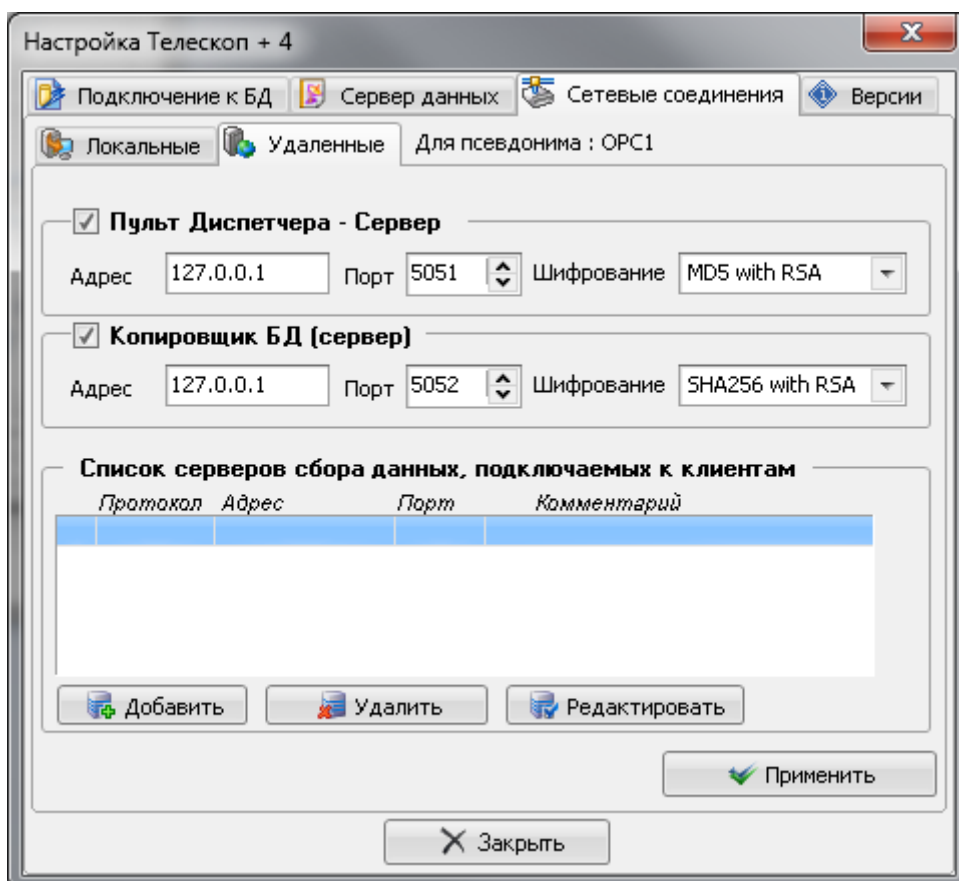 Настройка Телескоп + 4
Подключение к БД Сервер данных Сетевые соединения Версии
Локальные Удаленные Для псевдонима : OPC1
Пульт Диспетчера - Сервер
Адрес 127.0.0.1 Порт 5051 Шифрование MD5 with RSA
Копировщик БД (сервер)
Адрес 127.0.0.1 Порт 5052 Шифрование SHA256 with RSA
Список серверов сбора данных, подключаемых к клиентам
Протокол Адрес Порт Комментарий
Добавить Удалить Редактировать
Применить
Закрыть